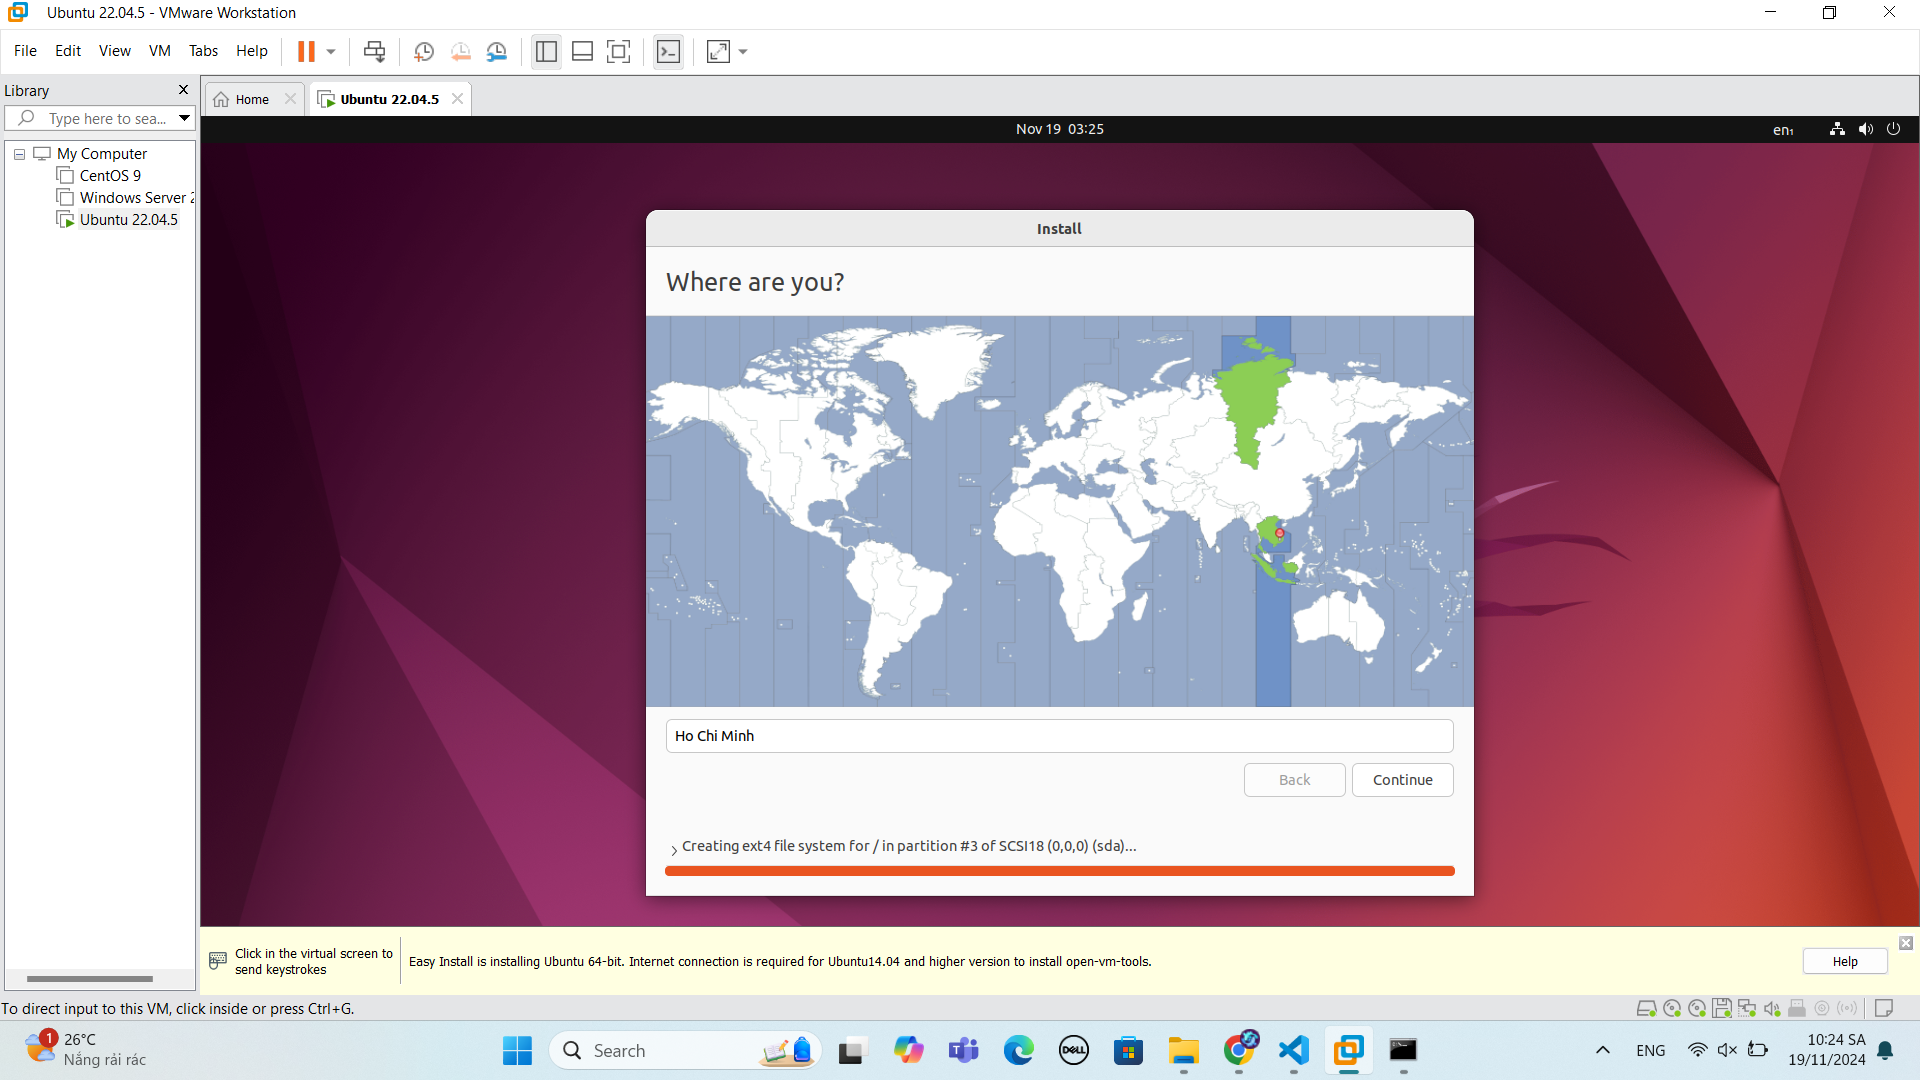 Ubuntu 22.04.5 - VMware Workstation
File Edit View VM Tabs Help
Library
Type here to sea...
My Computer
CentOS 9
Windows Server 2
Ubuntu 22.04.5
Home
Ubuntu 22.04.5
Nov 19 03:25
en₁
Install
Where are you?
Ho Chi Minh
Back
Continue
Creating ext4 file system for / in partition #3 of SCSI18 (0,0,0) (sda)...
Click in the virtual screen to
send keystrokes
Easy Install is installing Ubuntu 64-bit. Internet connection is required for Ubuntu14.04 and higher version to install open-vm-tools.
Help
To direct input to this VM, click inside or press Ctrl+G.
1
26°C
Nắng rải rác
Search
DELL
ENG
10:24 SA
19/11/2024